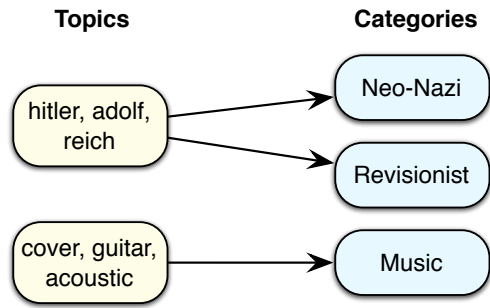 Topics
Categories
hitler, adolf,
reich
Neo-Nazi
Revisionist
cover, guitar,
acoustic
Music